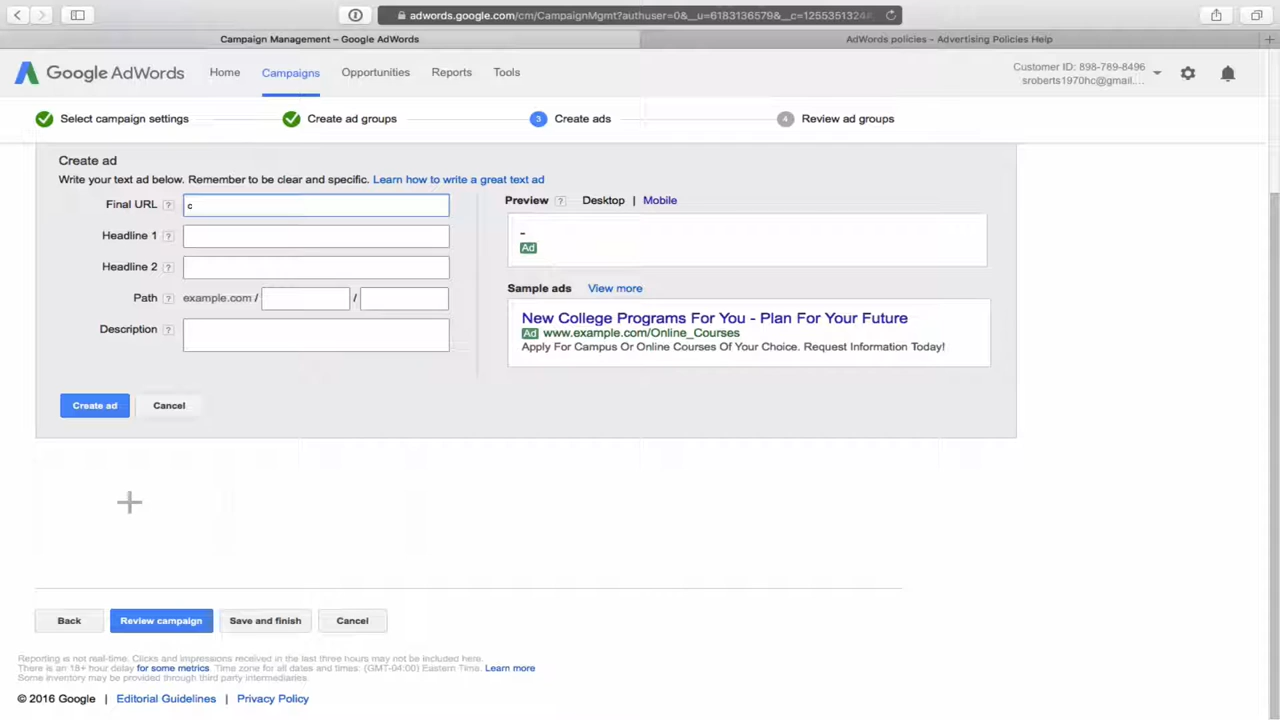 adwords.google.com/cm/CampaignMgmt?authuser=0&__u=6183136579&__c=1255351324
Campaign Management – Google AdWords
AdWords policies – Advertising Policies Help
Google AdWords
Home
Campaigns
Opportunities
Reports
Tools
Customer ID: 898-789-8496
sroberts1970hc@gmail....
Select campaign settings
Create ad groups
3 Create ads
4 Review ad groups
Create ad
Write your text ad below. Remember to be clear and specific. Learn how to write a great text ad
Final URL ? c
Headline 1 ?
Headline 2 ?
Path ? example.com / /
Description ?
Preview ? Desktop | Mobile
-
Ad
Sample ads View more
New College Programs For You - Plan For Your Future
Ad www.example.com/Online_Courses
Apply For Campus Or Online Courses Of Your Choice. Request Information Today!
Create ad
Cancel
Back
Review campaign
Save and finish
Cancel
Reporting is not real-time. Clicks and impressions received in the last three hours may not be included here.
There is an 18+ hour delay for some metrics. Time zone for all dates and times: (GMT-04:00) Eastern Time. Learn more
Some inventory may be provided through third party intermediaries.
© 2016 Google | Editorial Guidelines | Privacy Policy